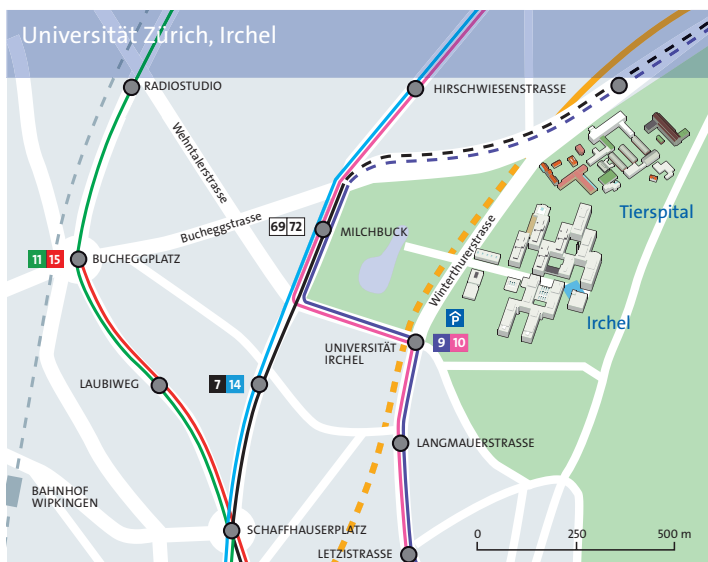 Universität Zürich, Irchel
RADIOSTUDIO
HIRSCHWIESENSTRASSE
Wehntalerstrasse
Bucheggstrasse
69 72
MILCHBUCK
Tierspital
11 15
BUCHEGGPLATZ
Winterthurerstrasse
P
Irchel
UNIVERSITÄT
IRCHEL
9 10
LAUBIWEG
7 14
LANGMAUERSTRASSE
BAHNHOF
WIPKINGEN
SCHAFFHAUSERPLATZ
LETZISTRASSE
0 250 500 m